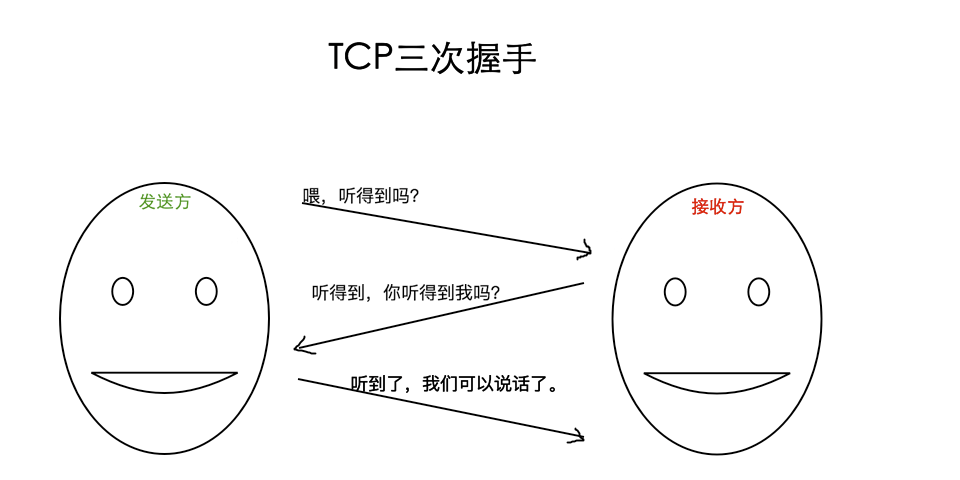 TCP三次握手
发送方
接收方
喂，听得到吗？
听得到，你听得到我吗？
听到了，我们可以说话了。